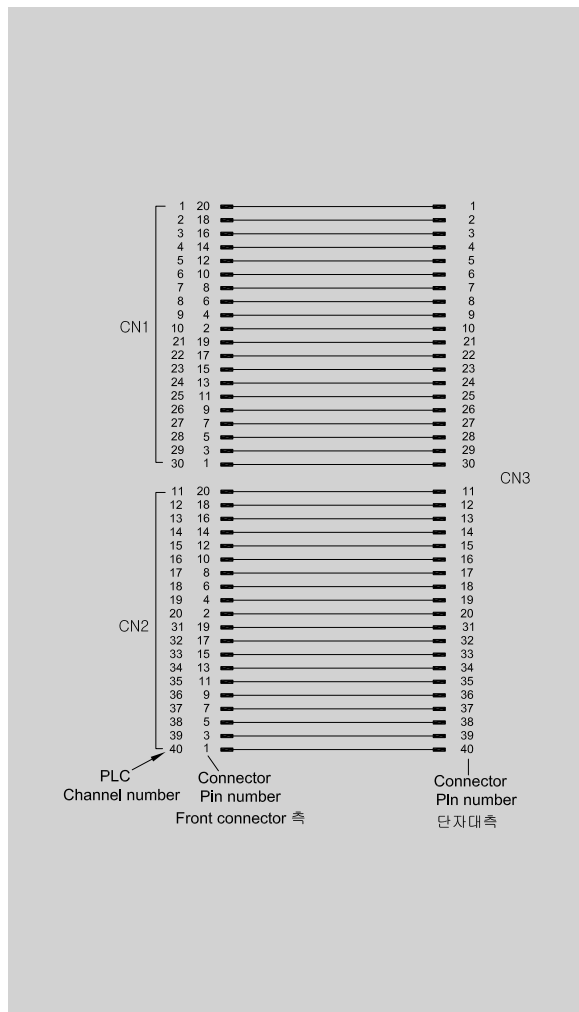 1 20 1
2 18 2
3 16 3
4 14 4
5 12 5
6 10 6
7 8 7
8 6 8
9 4 9
CN1
10 2 10
21 19 21
22 17 22
23 15 23
24 13 24
25 11 25
26 9 26
27 7 27
28 5 28
29 3 29
30 1 30
CN3
11 20 11
12 18 12
13 16 13
14 14 14
15 12 15
16 10 16
17 8 17
18 6 18
19 4 19
20 2 20
CN2
31 19 31
32 17 32
33 15 33
34 13 34
35 11 35
36 9 36
37 7 37
38 5 38
39 3 39
40 1 40
PLC
Channel number
Connector
Pin number
Front connector 측
Connector
PIn number
단자대측